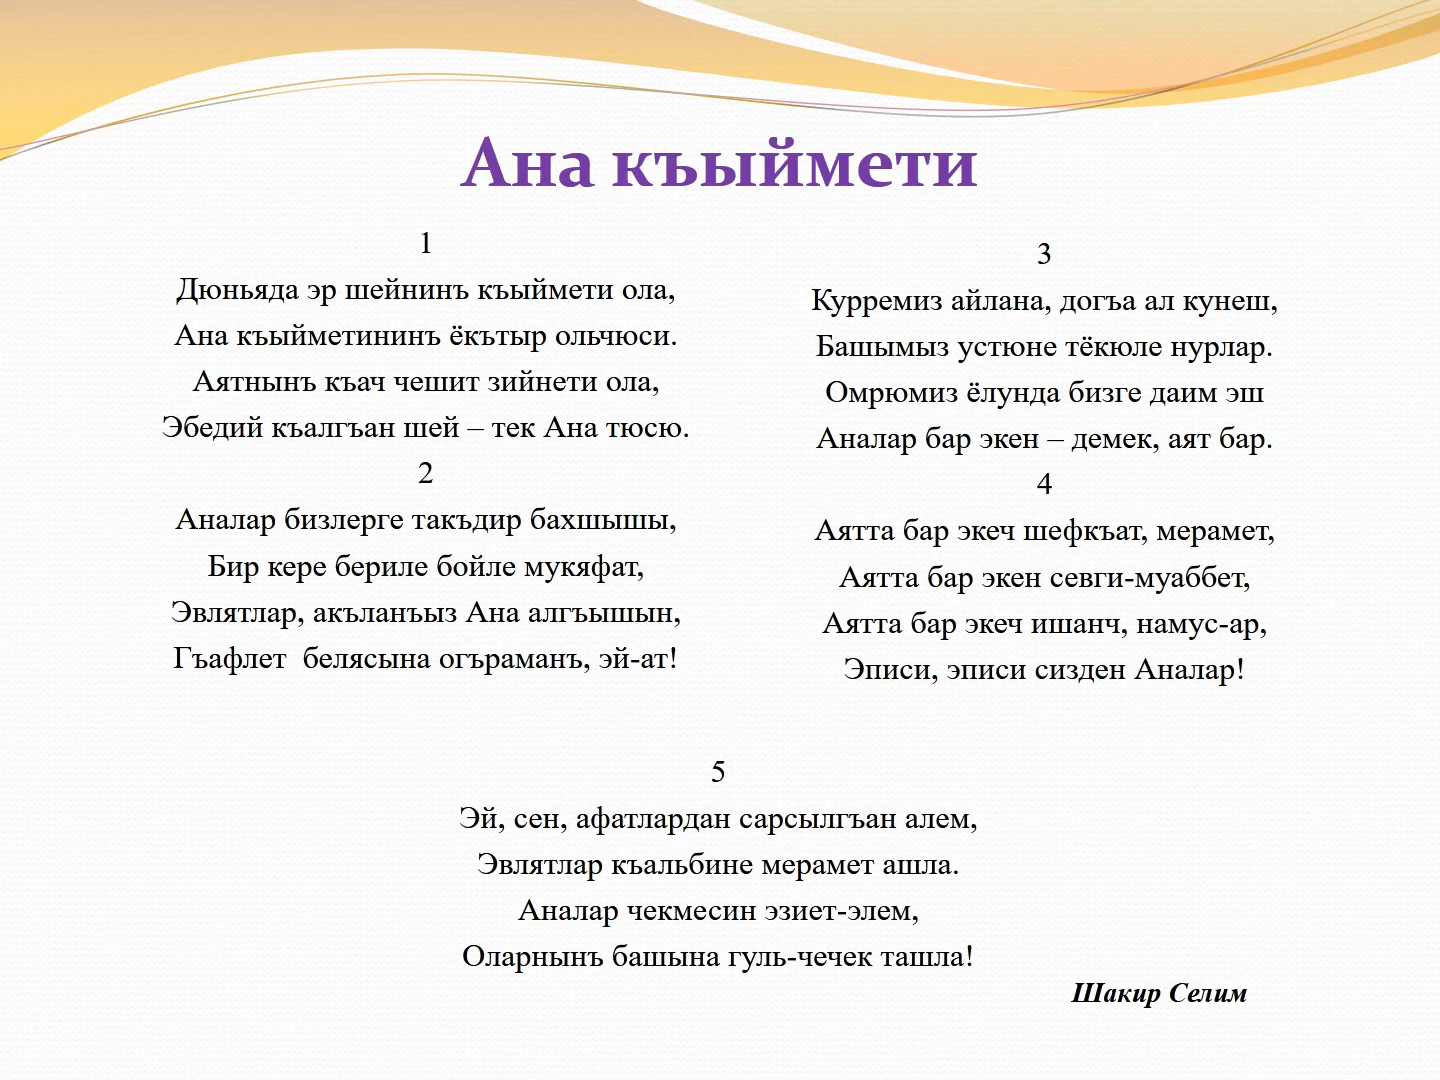 Ана къыймети
1
Дюньяда эр шейнинъ къыймети ола,
Ана къыйметининъ ёкътыр ольчюси.
Аятнынъ къач чешит зийнети ола,
Эбедий къалгъан шей – тек Ана тюсю.
2
Аналар бизлерге такъдир бахшышы,
Бир кере бериле бойле мукяфат,
Эвлятлар, акъланъыз Ана алгъышын,
Гъафлет  белясына огъраманъ, эй-ат!
3
Курремиз айлана, догъа ал кунеш,
Башымыз устюне тёкюле нурлар.
Омрюмиз ёлунда бизге даим эш
Аналар бар экен – демек, аят бар.
4
Аятта бар экеч шефкъат, мерамет,
Аятта бар экен севги-муаббет,
Аятта бар экеч ишанч, намус-ар,
Эписи, эписи сизден Аналар!
5
Эй, сен, афатлардан сарсылгъан алем,
Эвлятлар къальбине мерамет ашла.
Аналар чекмесин эзиет-элем,
Оларнынъ башына гуль-чечек ташла!
Шакир Селим